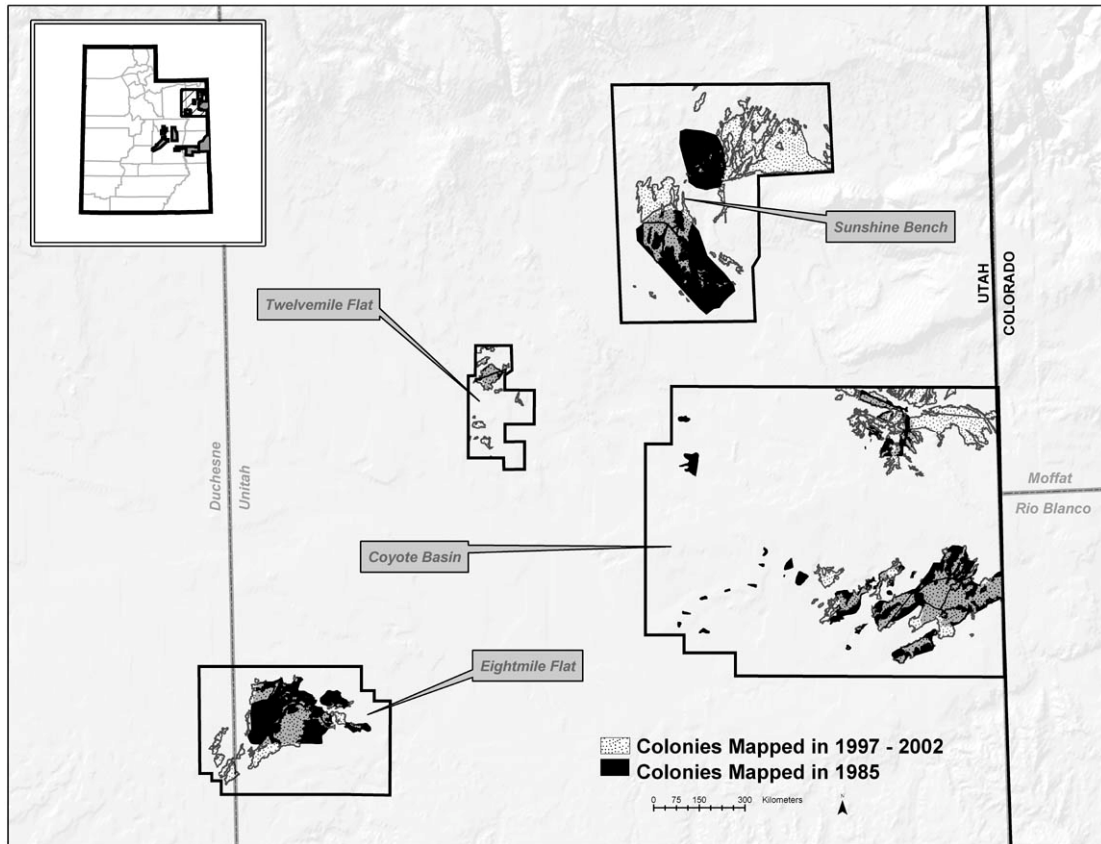 Sunshine Bench
UTAH
COLORADO
Twelvemile Flat
Duchesne
Unitah
Moffat
Rio Blanco
Coyote Basin
Eightmile Flat
Colonies Mapped in 1997 - 2002
Colonies Mapped in 1985
0 75 150 300 Kilometers
N